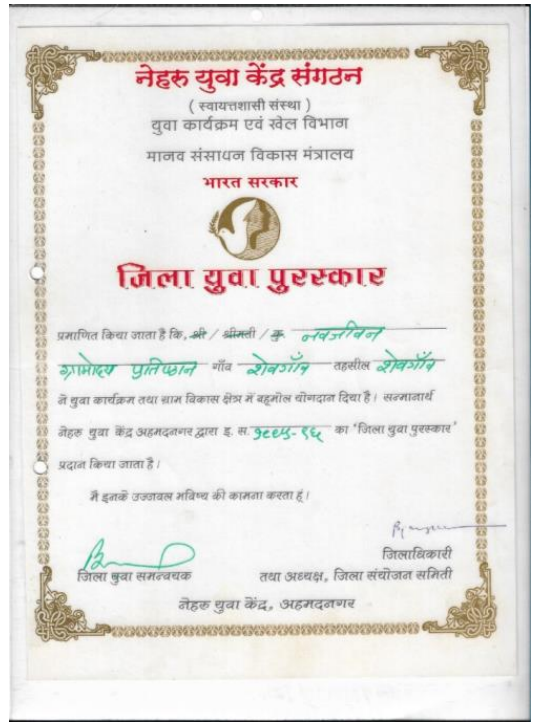 नेहरू युवा केंद्र संगठन
( स्वायत्तशासी संस्था )
युवा कार्यक्रम एवं खेल विभाग
मानव संसाधन विकास मंत्रालय
भारत सरकार
जिला युवा पुरस्कार
प्रमाणित किया जाता है कि, श्री / श्रीमती / कु. नवजीवन
ग्रामोदय प्रतिष्ठान गाँव शेवगाँव तहसील शेवगाँव
ने युवा कार्यक्रम तथा ग्राम विकास क्षेत्र में बहूमोल योगदान दिया है। सन्मानार्थ
नेहरू युवा केंद्र अहमदनगर द्वारा इ. स. १९९५-९६ का 'जिला युवा पुरस्कार'
प्रदान किया जाता है।
मै इनके उज्जवल भविष्य की कामना करता हूं।
जिलाधिकारी
जिला युवा समन्वयक तथा अध्यक्ष, जिला संयोजन समिती
नेहरू युवा केंद्र, अहमदनगर